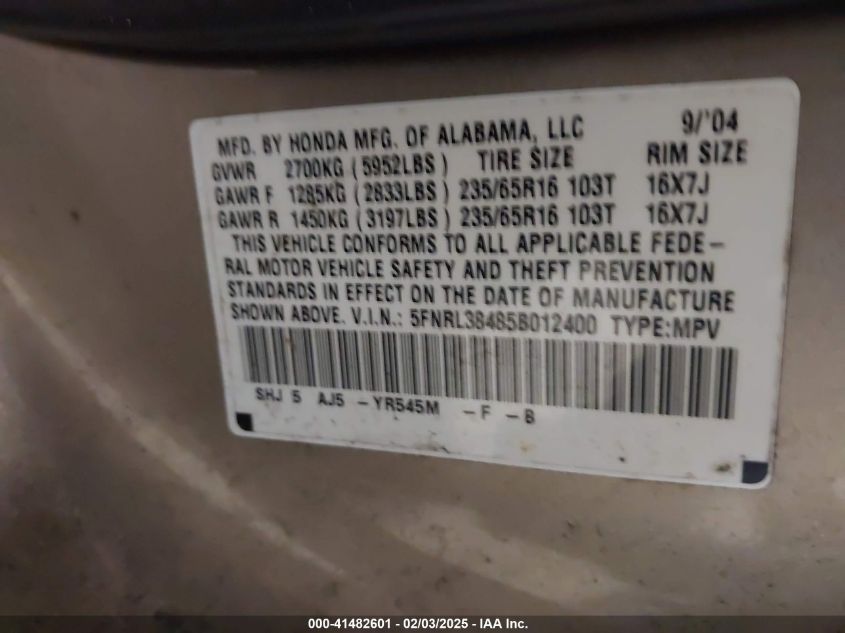 MFD. BY HONDA MFG. OF ALABAMA, LLC 9/'04
GVWR 2700KG (5952LBS) TIRE SIZE RIM SIZE
GAWR F 1285KG (2833LBS) 235/65R16 103T 16X7J
GAWR R 1450KG (3197LBS) 235/65R16 103T 16X7J
THIS VEHICLE CONFORMS TO ALL APPLICABLE FEDE-
RAL MOTOR VEHICLE SAFETY AND THEFT PREVENTION
STANDARDS IN EFFECT ON THE DATE OF MANUFACTURE
SHOWN ABOVE. V.I.N.: 5FNRL38485B012400 TYPE:MPV
SHJ 5 AJ5 -YR545M -F -B
000-41482601 - 02/03/2025 - IAA Inc.